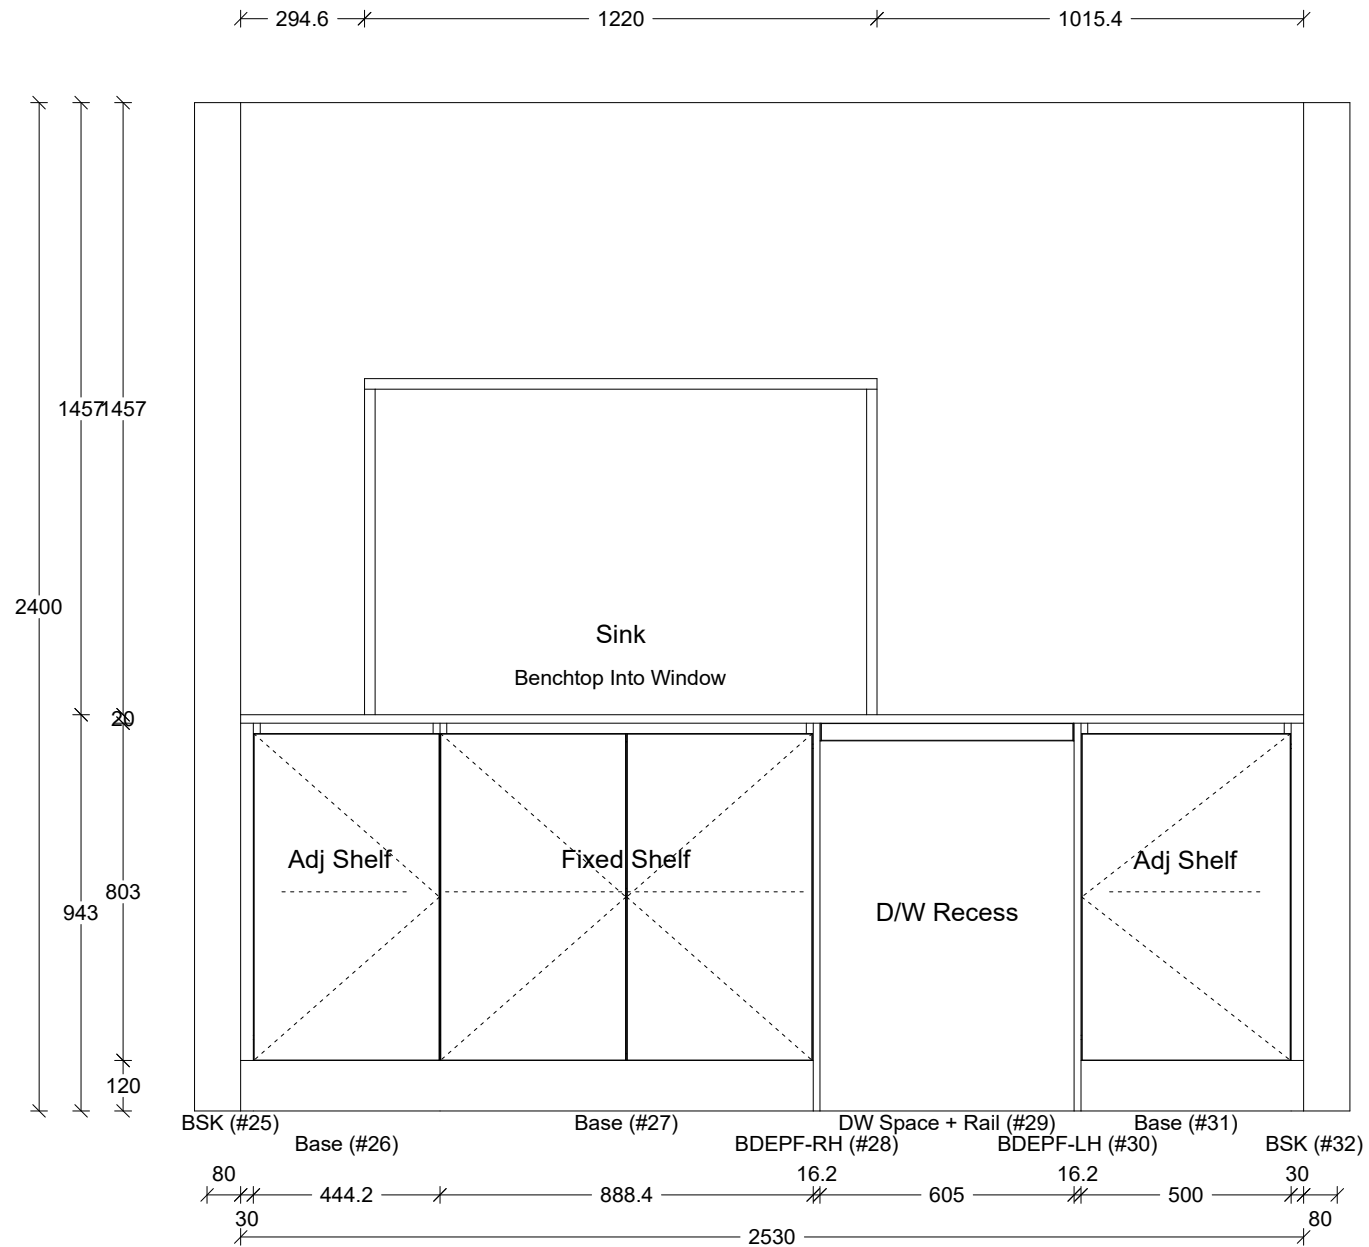 294.6
1220
1015.4
1457
1457
2400
Sink
Benchtop Into Window
20
Adj Shelf
Fixed Shelf
Adj Shelf
803
943
D/W Recess
120
BSK (#25)
Base (#27)
DW Space + Rail (#29)
Base (#31)
Base (#26)
BDEPF-RH (#28)
BDEPF-LH (#30)
BSK (#32)
80
16.2
16.2
30
444.2
888.4
605
500
30
80
2530